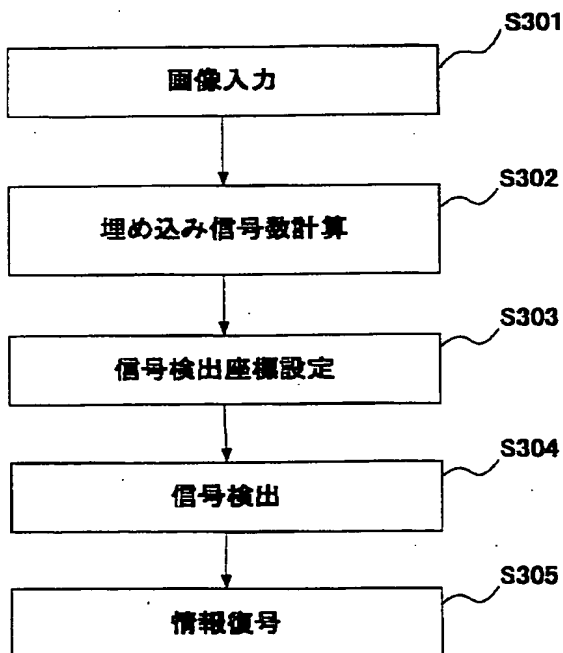 S301
画像入力
S302
埋め込み信号数計算
S303
信号検出座標設定
S304
信号検出
S305
情報復号